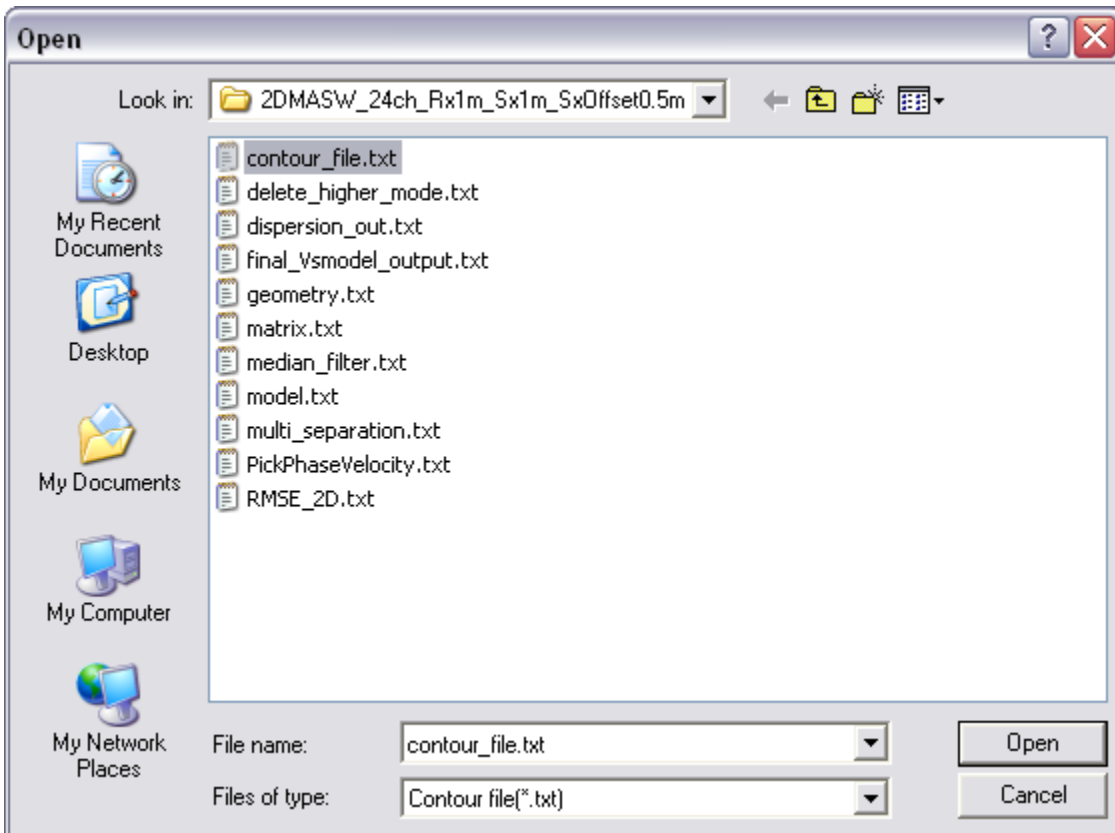 Open
Look in: 2DMASW_24ch_Rx1m_Sx1m_SxOffset0.5m
My Recent
Documents
Desktop
My Documents
My Computer
My Network
Places
contour_file.txt
delete_higher_mode.txt
dispersion_out.txt
final_Vsmodel_output.txt
geometry.txt
matrix.txt
median_filter.txt
model.txt
multi_separation.txt
PickPhaseVelocity.txt
RMSE_2D.txt
File name: contour_file.txt Open
Files of type: Contour file(*.txt) Cancel